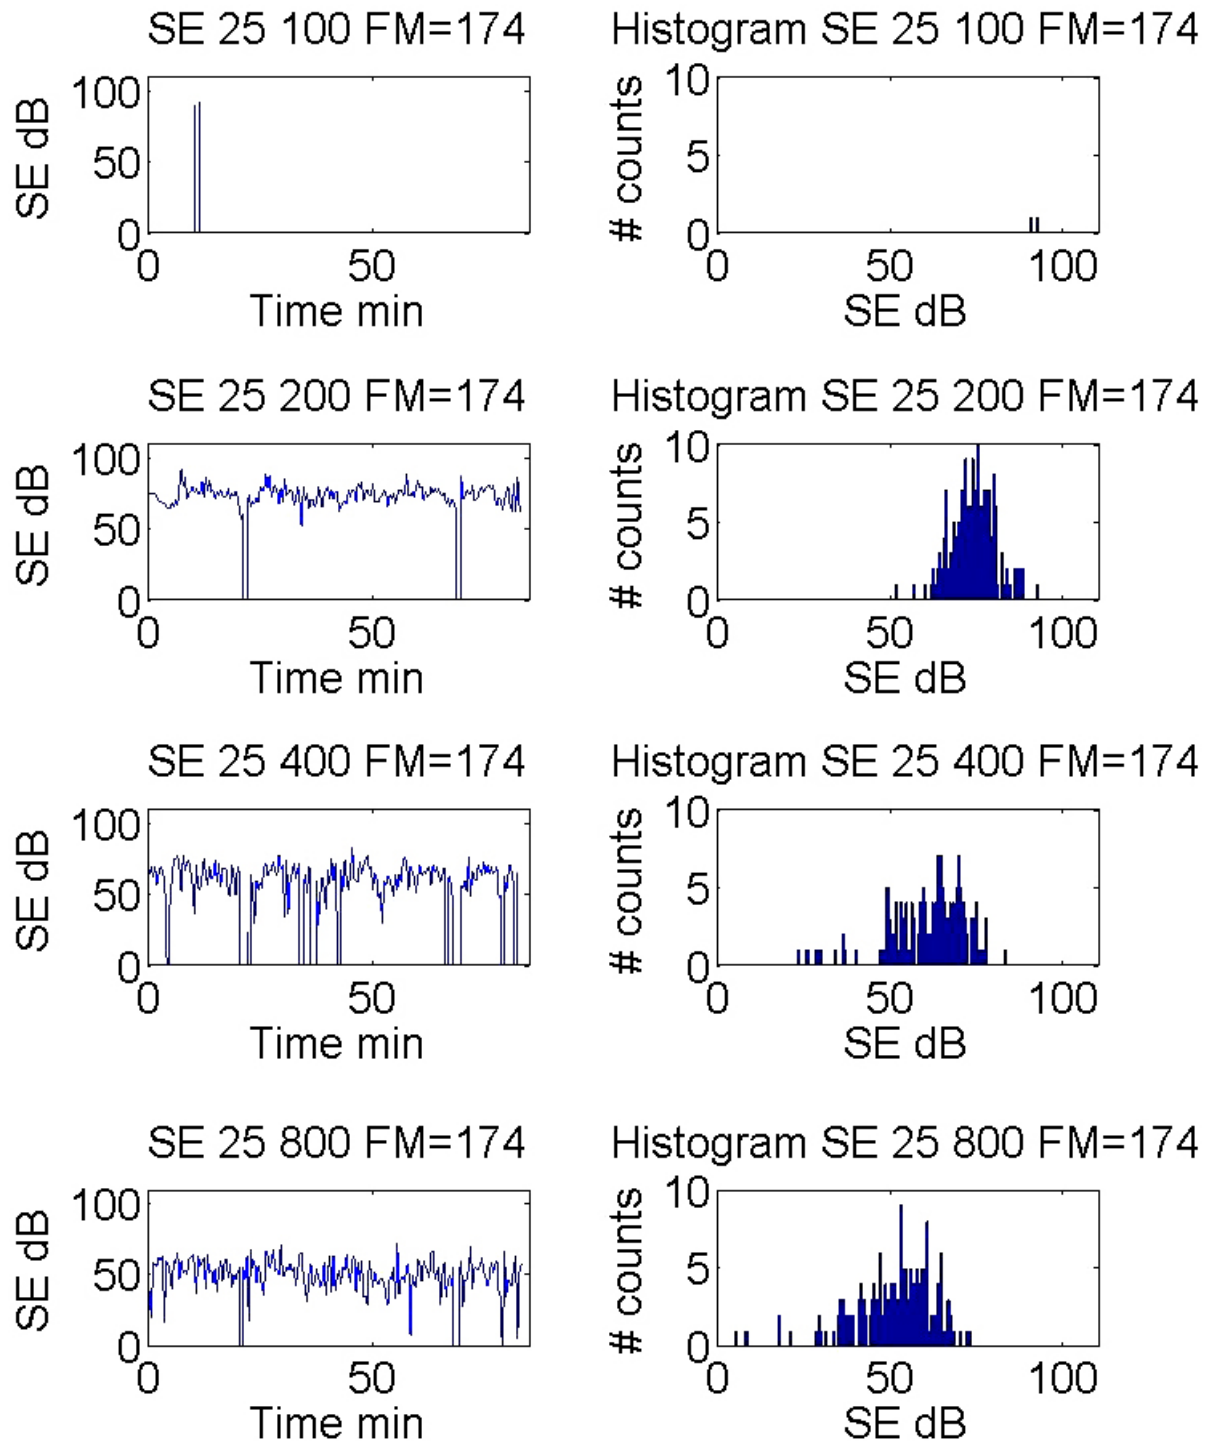 SE 25 100 FM=174
Histogram SE 25 100 FM=174
SE dB
100
50
0
0
50
Time min
# counts
10
5
0
0
50
100
SE dB
SE 25 200 FM=174
Histogram SE 25 200 FM=174
SE dB
100
50
0
0
50
Time min
# counts
10
5
0
0
50
100
SE dB
SE 25 400 FM=174
Histogram SE 25 400 FM=174
SE dB
100
50
0
0
50
Time min
# counts
10
5
0
0
50
100
SE dB
SE 25 800 FM=174
Histogram SE 25 800 FM=174
SE dB
100
50
0
0
50
Time min
# counts
10
5
0
0
50
100
SE dB